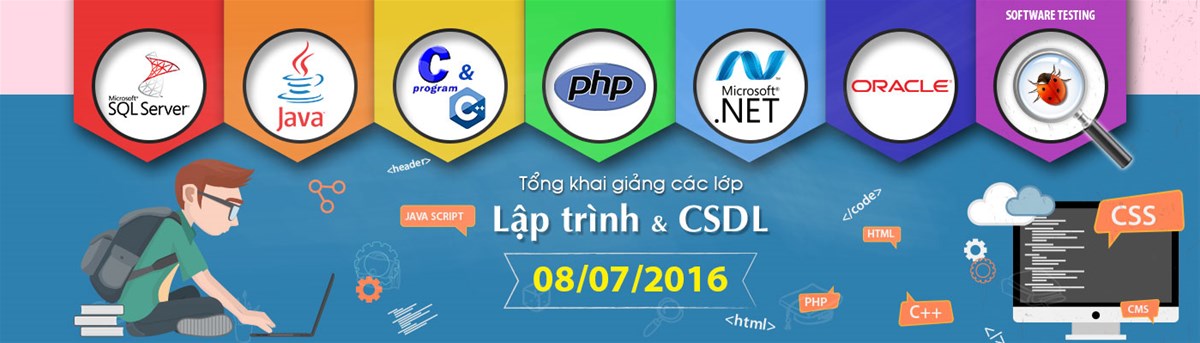 SOFTWARE TESTING
Microsoft®
SQL Server®
Java
C &
program
C++
php
Microsoft®
.NET
ORACLE®
<header>
Tổng khai giảng các lớp
JAVA SCRIPT
Lập trình & CSDL
</code>
HTML
CSS
08/07/2016
PHP
C++
CMS
<html>
</